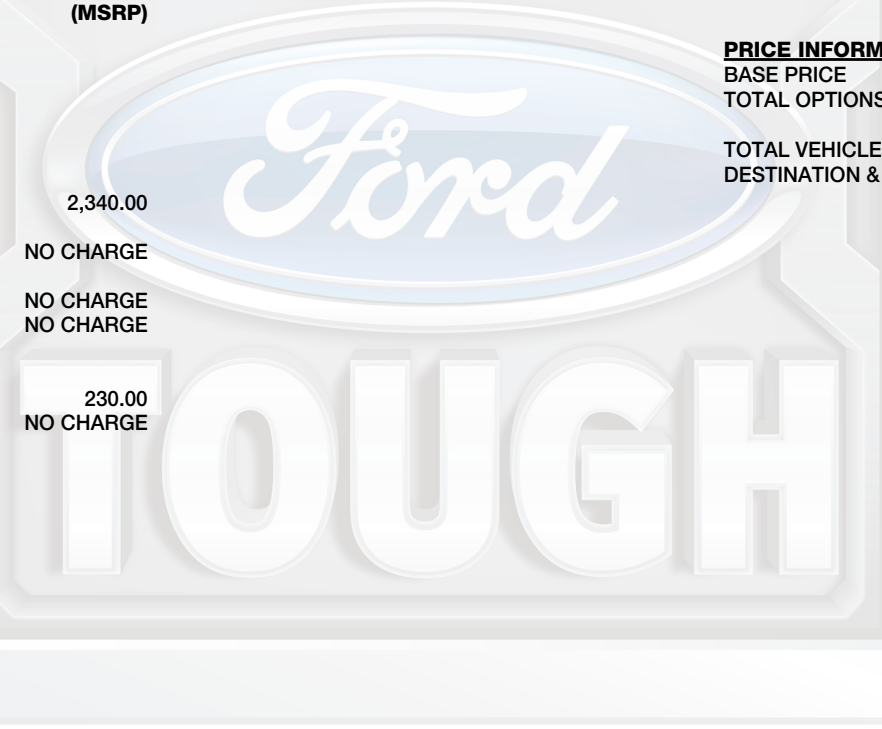 (MSRP)
2,340.00
NO CHARGE
NO CHARGE
NO CHARGE
230.00
NO CHARGE
PRICE INFORM
BASE PRICE
TOTAL OPTIONS
TOTAL VEHICLE
DESTINATION &
Ford
TOUGH